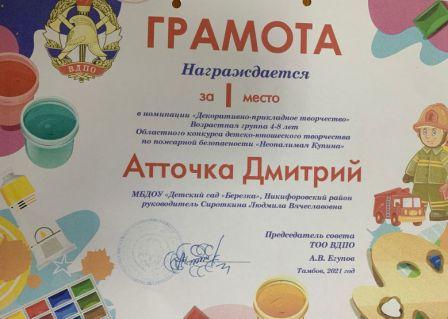 ВДПО
ГРАМОТА
Награждается
за I место
в номинации «Декоративно-прикладное творчество»
Возрастная группа 4-8 лет
Областного конкурса детско-юношеского творчества
по пожарной безопасности «Неопалимая Купина»
Атточка Дмитрий
МБДОУ «Детский сад «Березка», Никифоровский район
руководитель Сироткина Людмила Вячеславовна
Председатель совета
ТОО ВДПО
А.В. Егупов
Тамбов, 2021 год